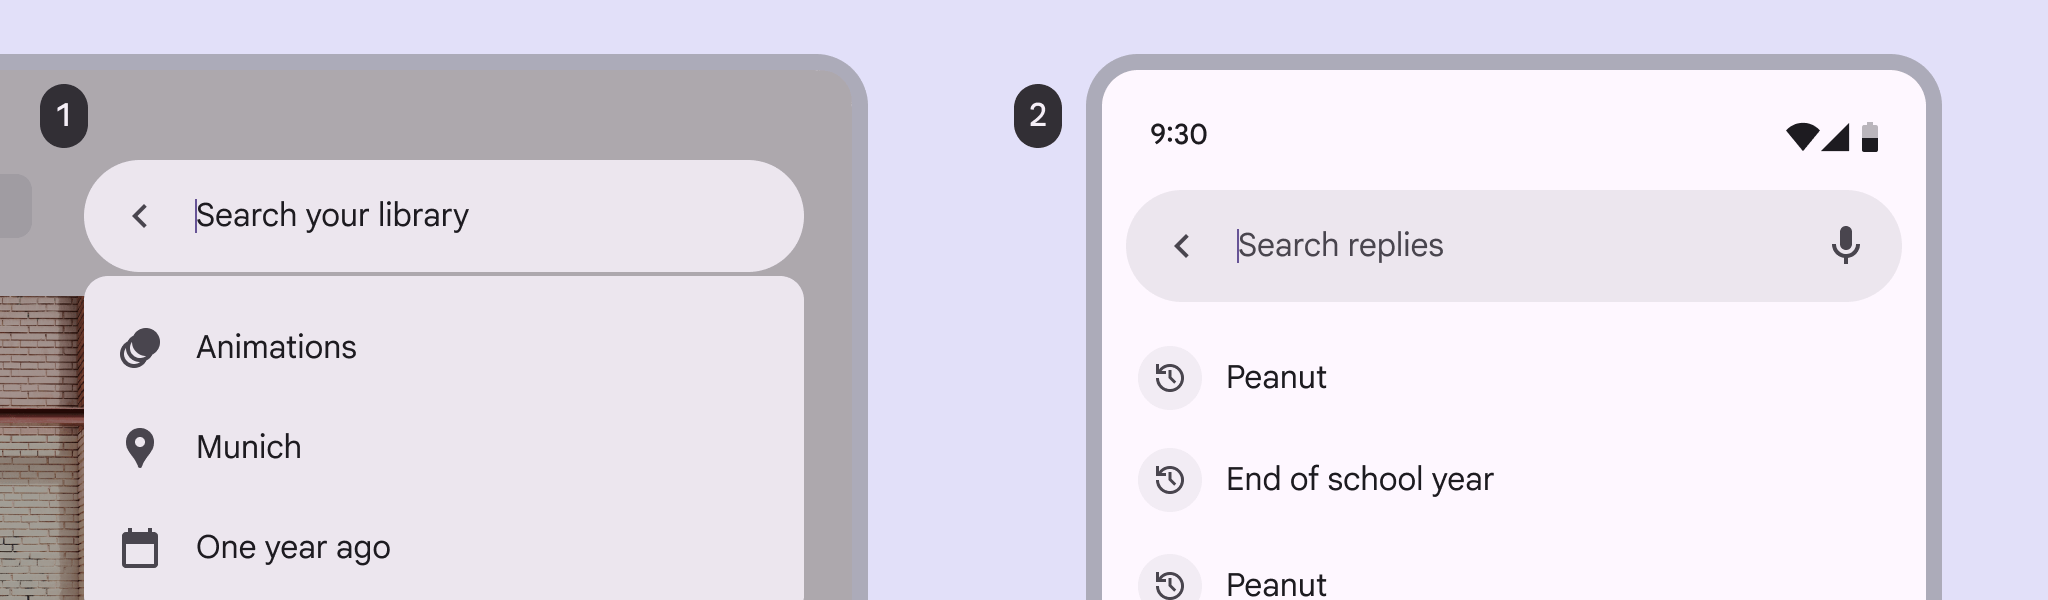 1
Search your library
Animations
Munich
One year ago
2
9:30
Search replies
Peanut
End of school year
Peanut